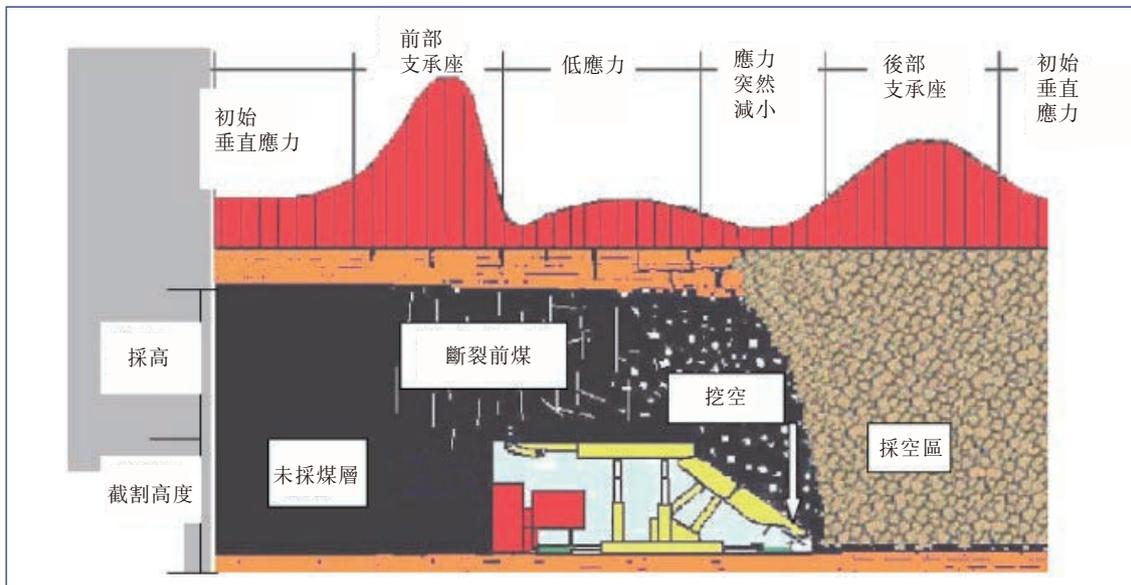 前部
支承座
低應力
應力
突然
減小
後部
支承座
初始
垂直
應力
初始
垂直應力
採高
斷裂前煤
挖空
未採煤層
採空區
截割高度